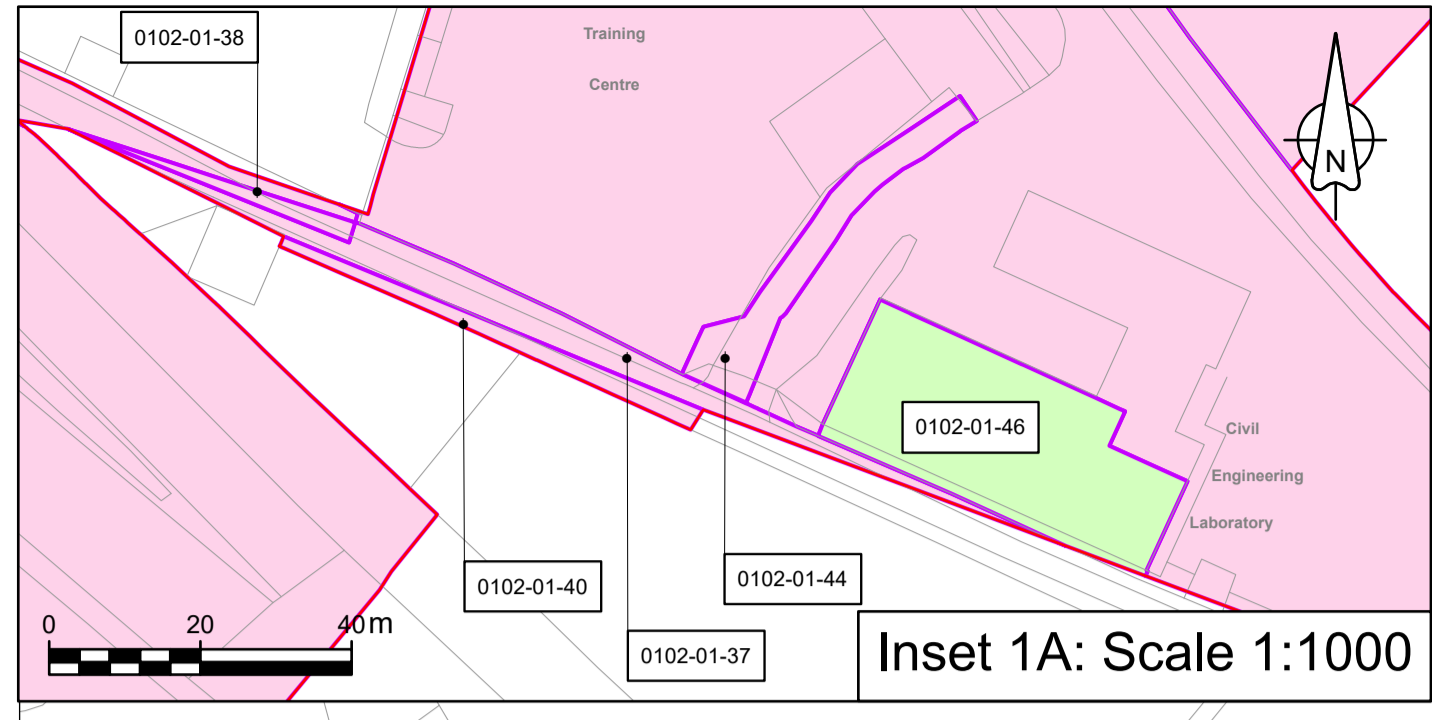 0102-01-38
Training
Centre
N
0102-01-46
Civil
Engineering
Laboratory
0102-01-40
0102-01-44
0102-01-37
0 20 40m
Inset 1A: Scale 1:1000